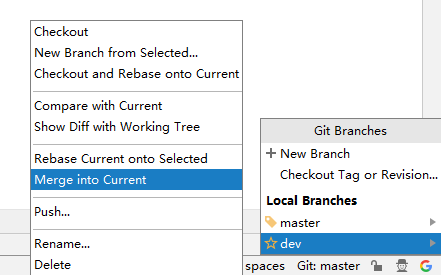 Checkout
New Branch from Selected...
Checkout and Rebase onto Current
Compare with Current
Show Diff with Working Tree
Rebase Current onto Selected
Merge into Current
Push...
Rename...
Delete
Git Branches
New Branch
Checkout Tag or Revision...
Local Branches
master
dev
spaces Git: master